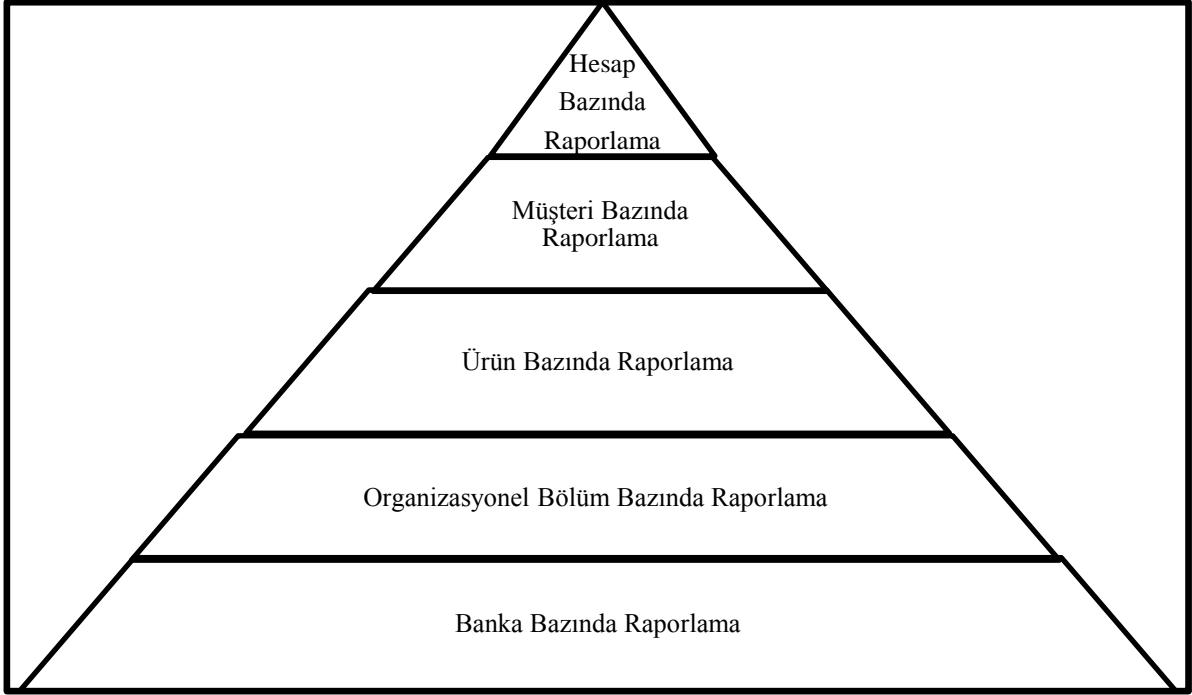 Hesap
Bazında
Raporlama
Müşteri Bazında
Raporlama
Ürün Bazında Raporlama
Organizasyonel Bölüm Bazında Raporlama
Banka Bazında Raporlama